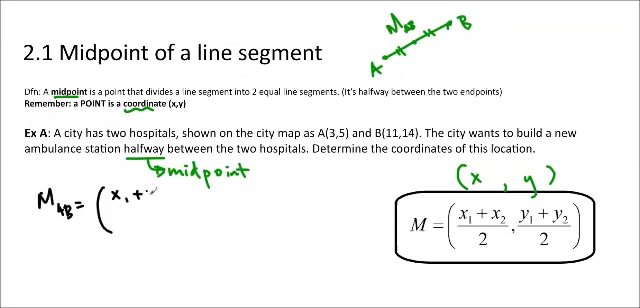 M_AB
B
A
2.1 Midpoint of a line segment
Dfn: A midpoint is a point that divides a line segment into 2 equal line segments. (It's halfway between the two endpoints)
Remember: a POINT is a coordinate (x,y)
Ex A: A city has two hospitals, shown on the city map as A(3,5) and B(11,14). The city wants to build a new
ambulance station halfway between the two hospitals. Determine the coordinates of this location.
midpoint
(x , y)
M_AB = (x, +
M = (x₁ + x₂ / 2 , y₁ + y₂ / 2)